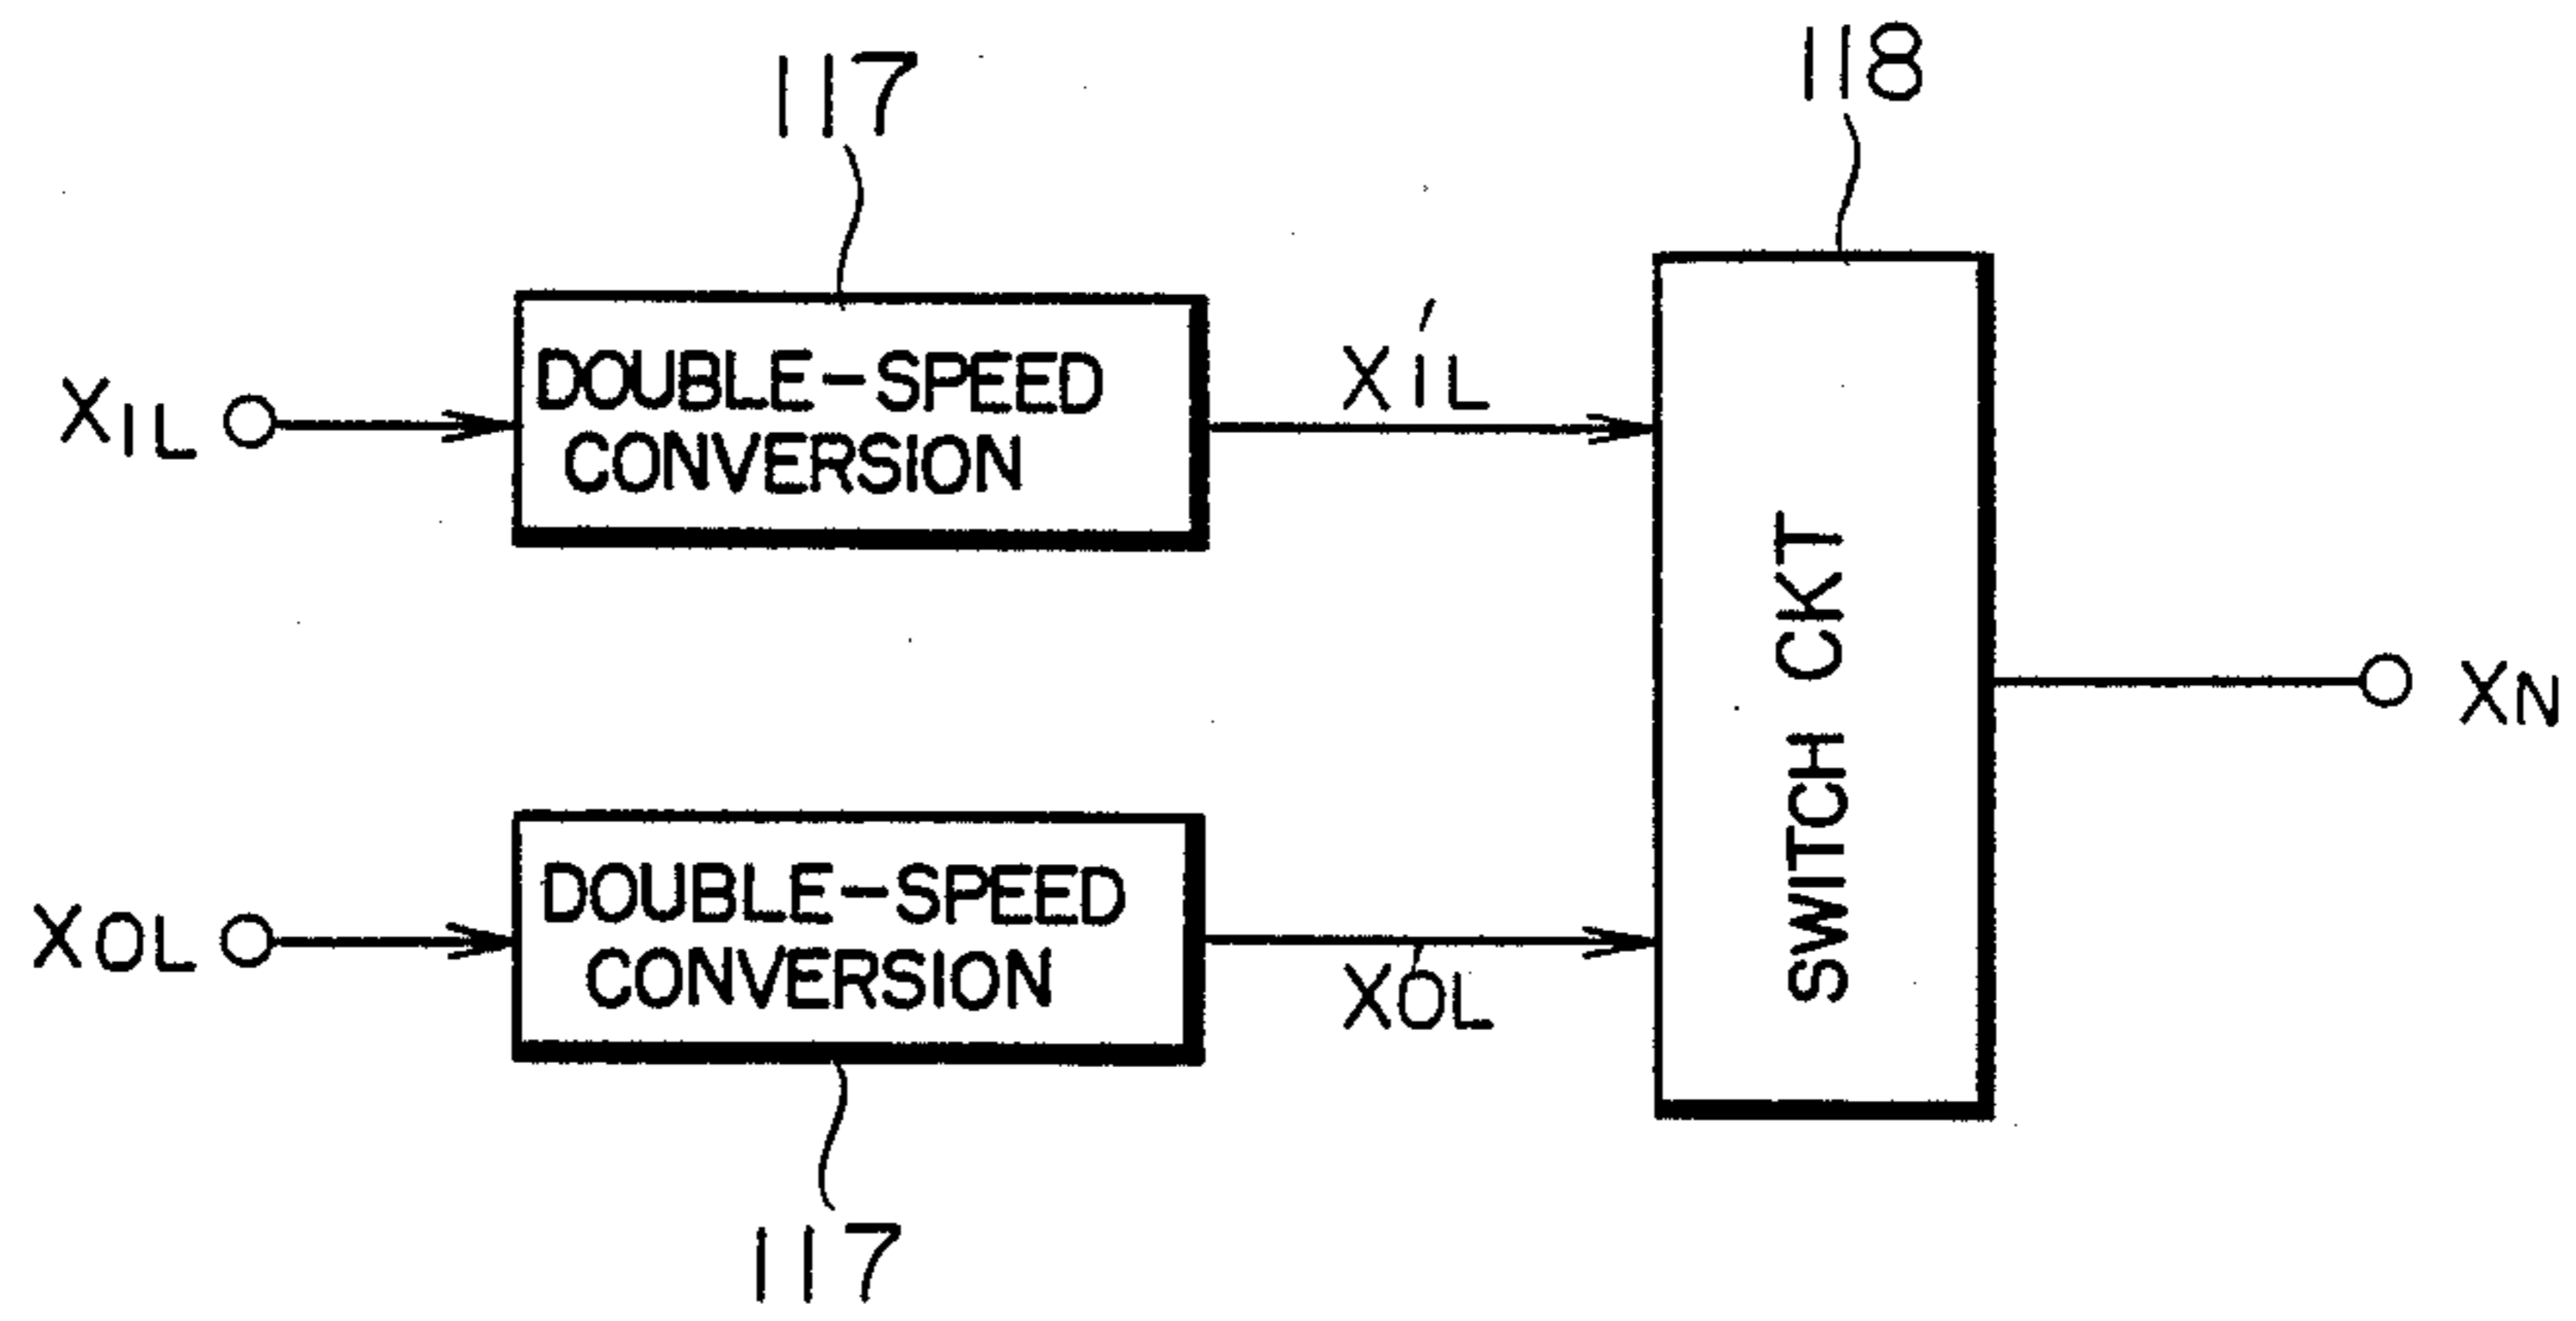 117
118
DOUBLE-SPEED
CONVERSION
XIL
X'IL
SWITCH CKT
XN
DOUBLE-SPEED
CONVERSION
XOL
X'OL
117